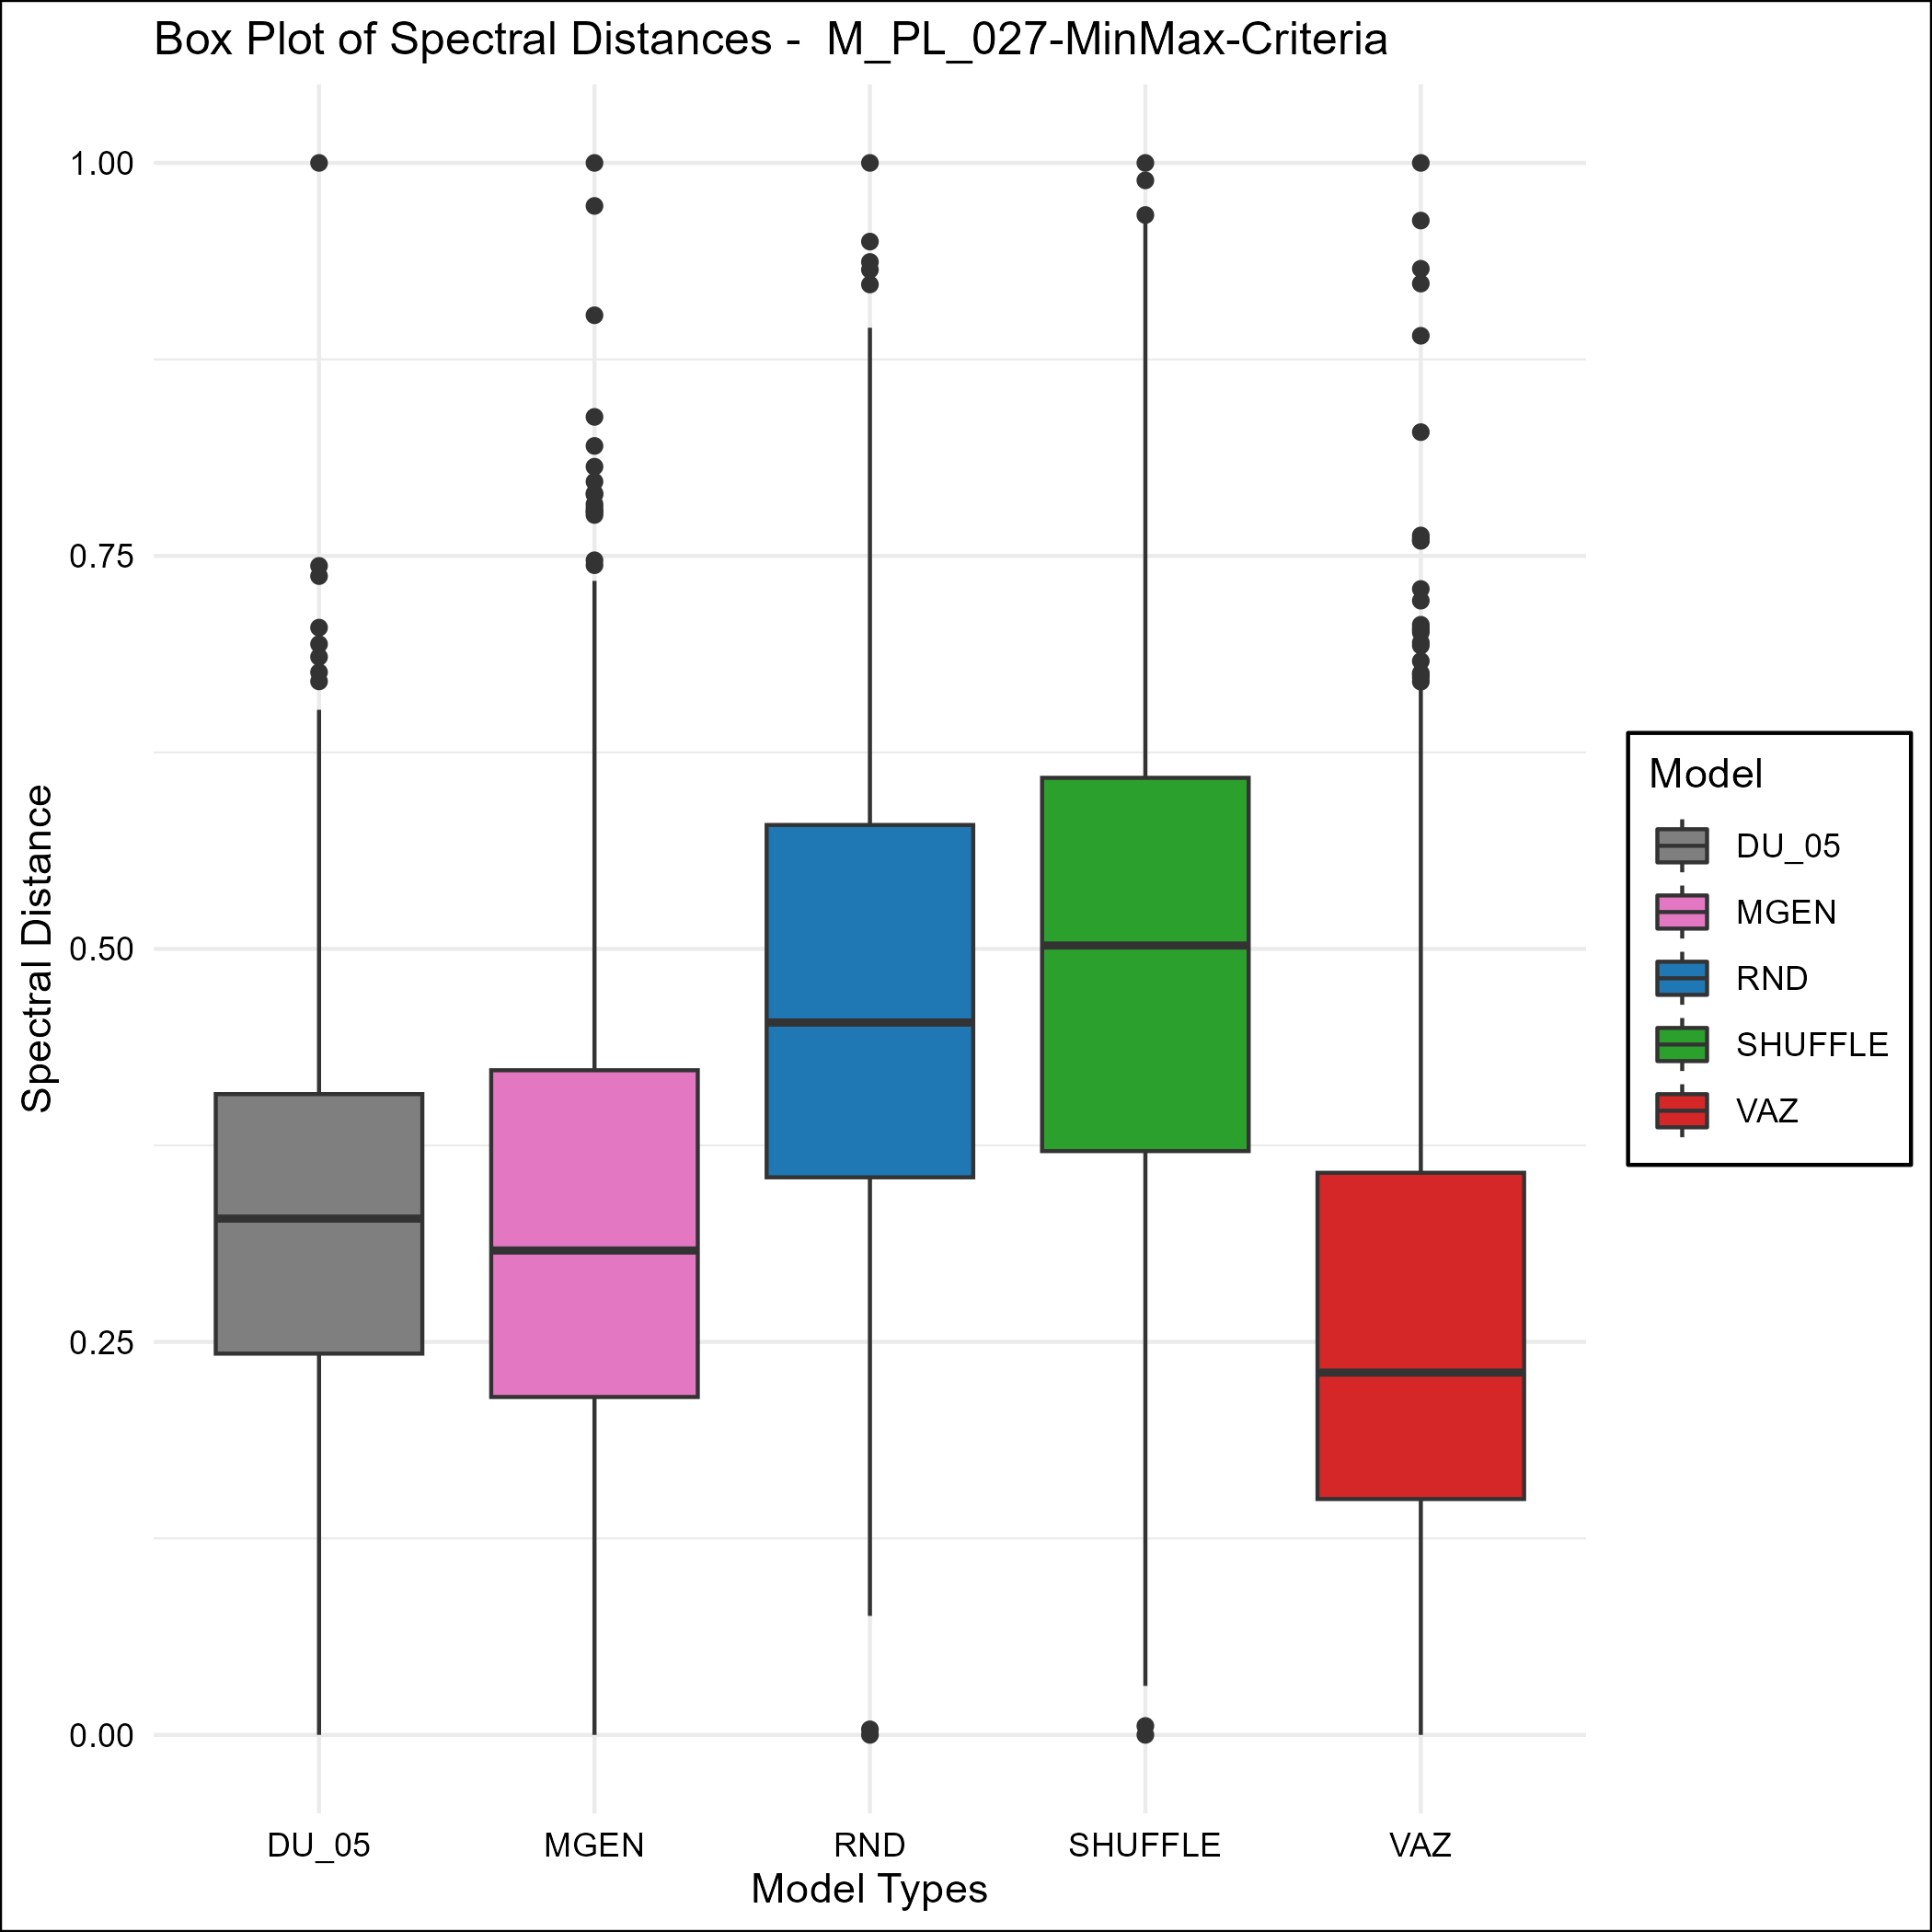 Box Plot of Spectral Distances -  M_PL_027-MinMax-Criteria
1.00
0.75
0.50
0.25
0.00
Spectral Distance
DU_05
MGEN
RND
SHUFFLE
VAZ
Model Types
Model
DU_05
MGEN
RND
SHUFFLE
VAZ